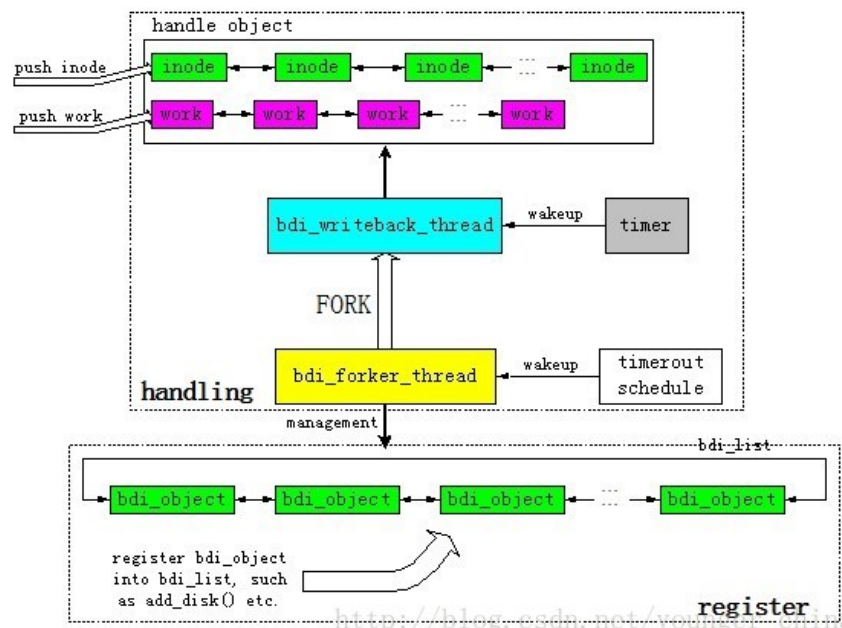 handle object
push inode
inode inode inode inode
push work
work work work work
bdi_writeback_thread
wakeup
timer
FORK
bdi_forker_thread
wakeup
timerout
schedule
handling
management
bdi_list
bdi_object bdi_object bdi_object bdi_object
register bdi_object
into bdi_list, such
as add_disk() etc.
register